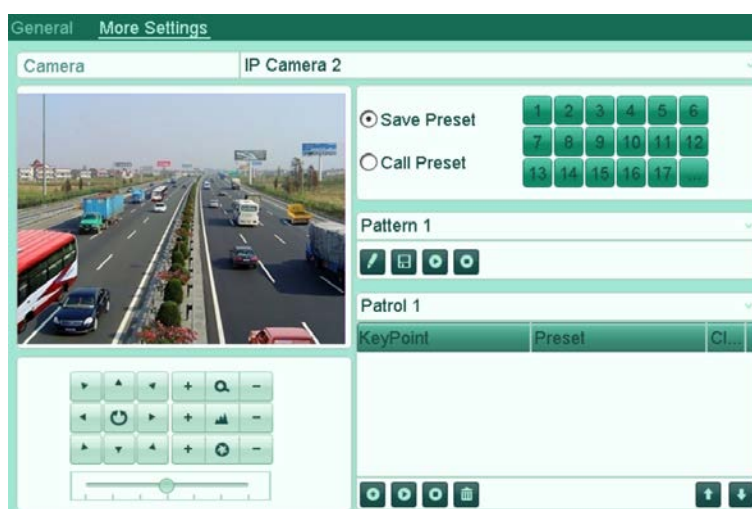 General More Settings
Camera IP Camera 2
Save Preset
Call Preset
1 2 3 4 5 6
7 8 9 10 11 12
13 14 15 16 17 ...
Pattern 1
Patrol 1
KeyPoint Preset Cl...